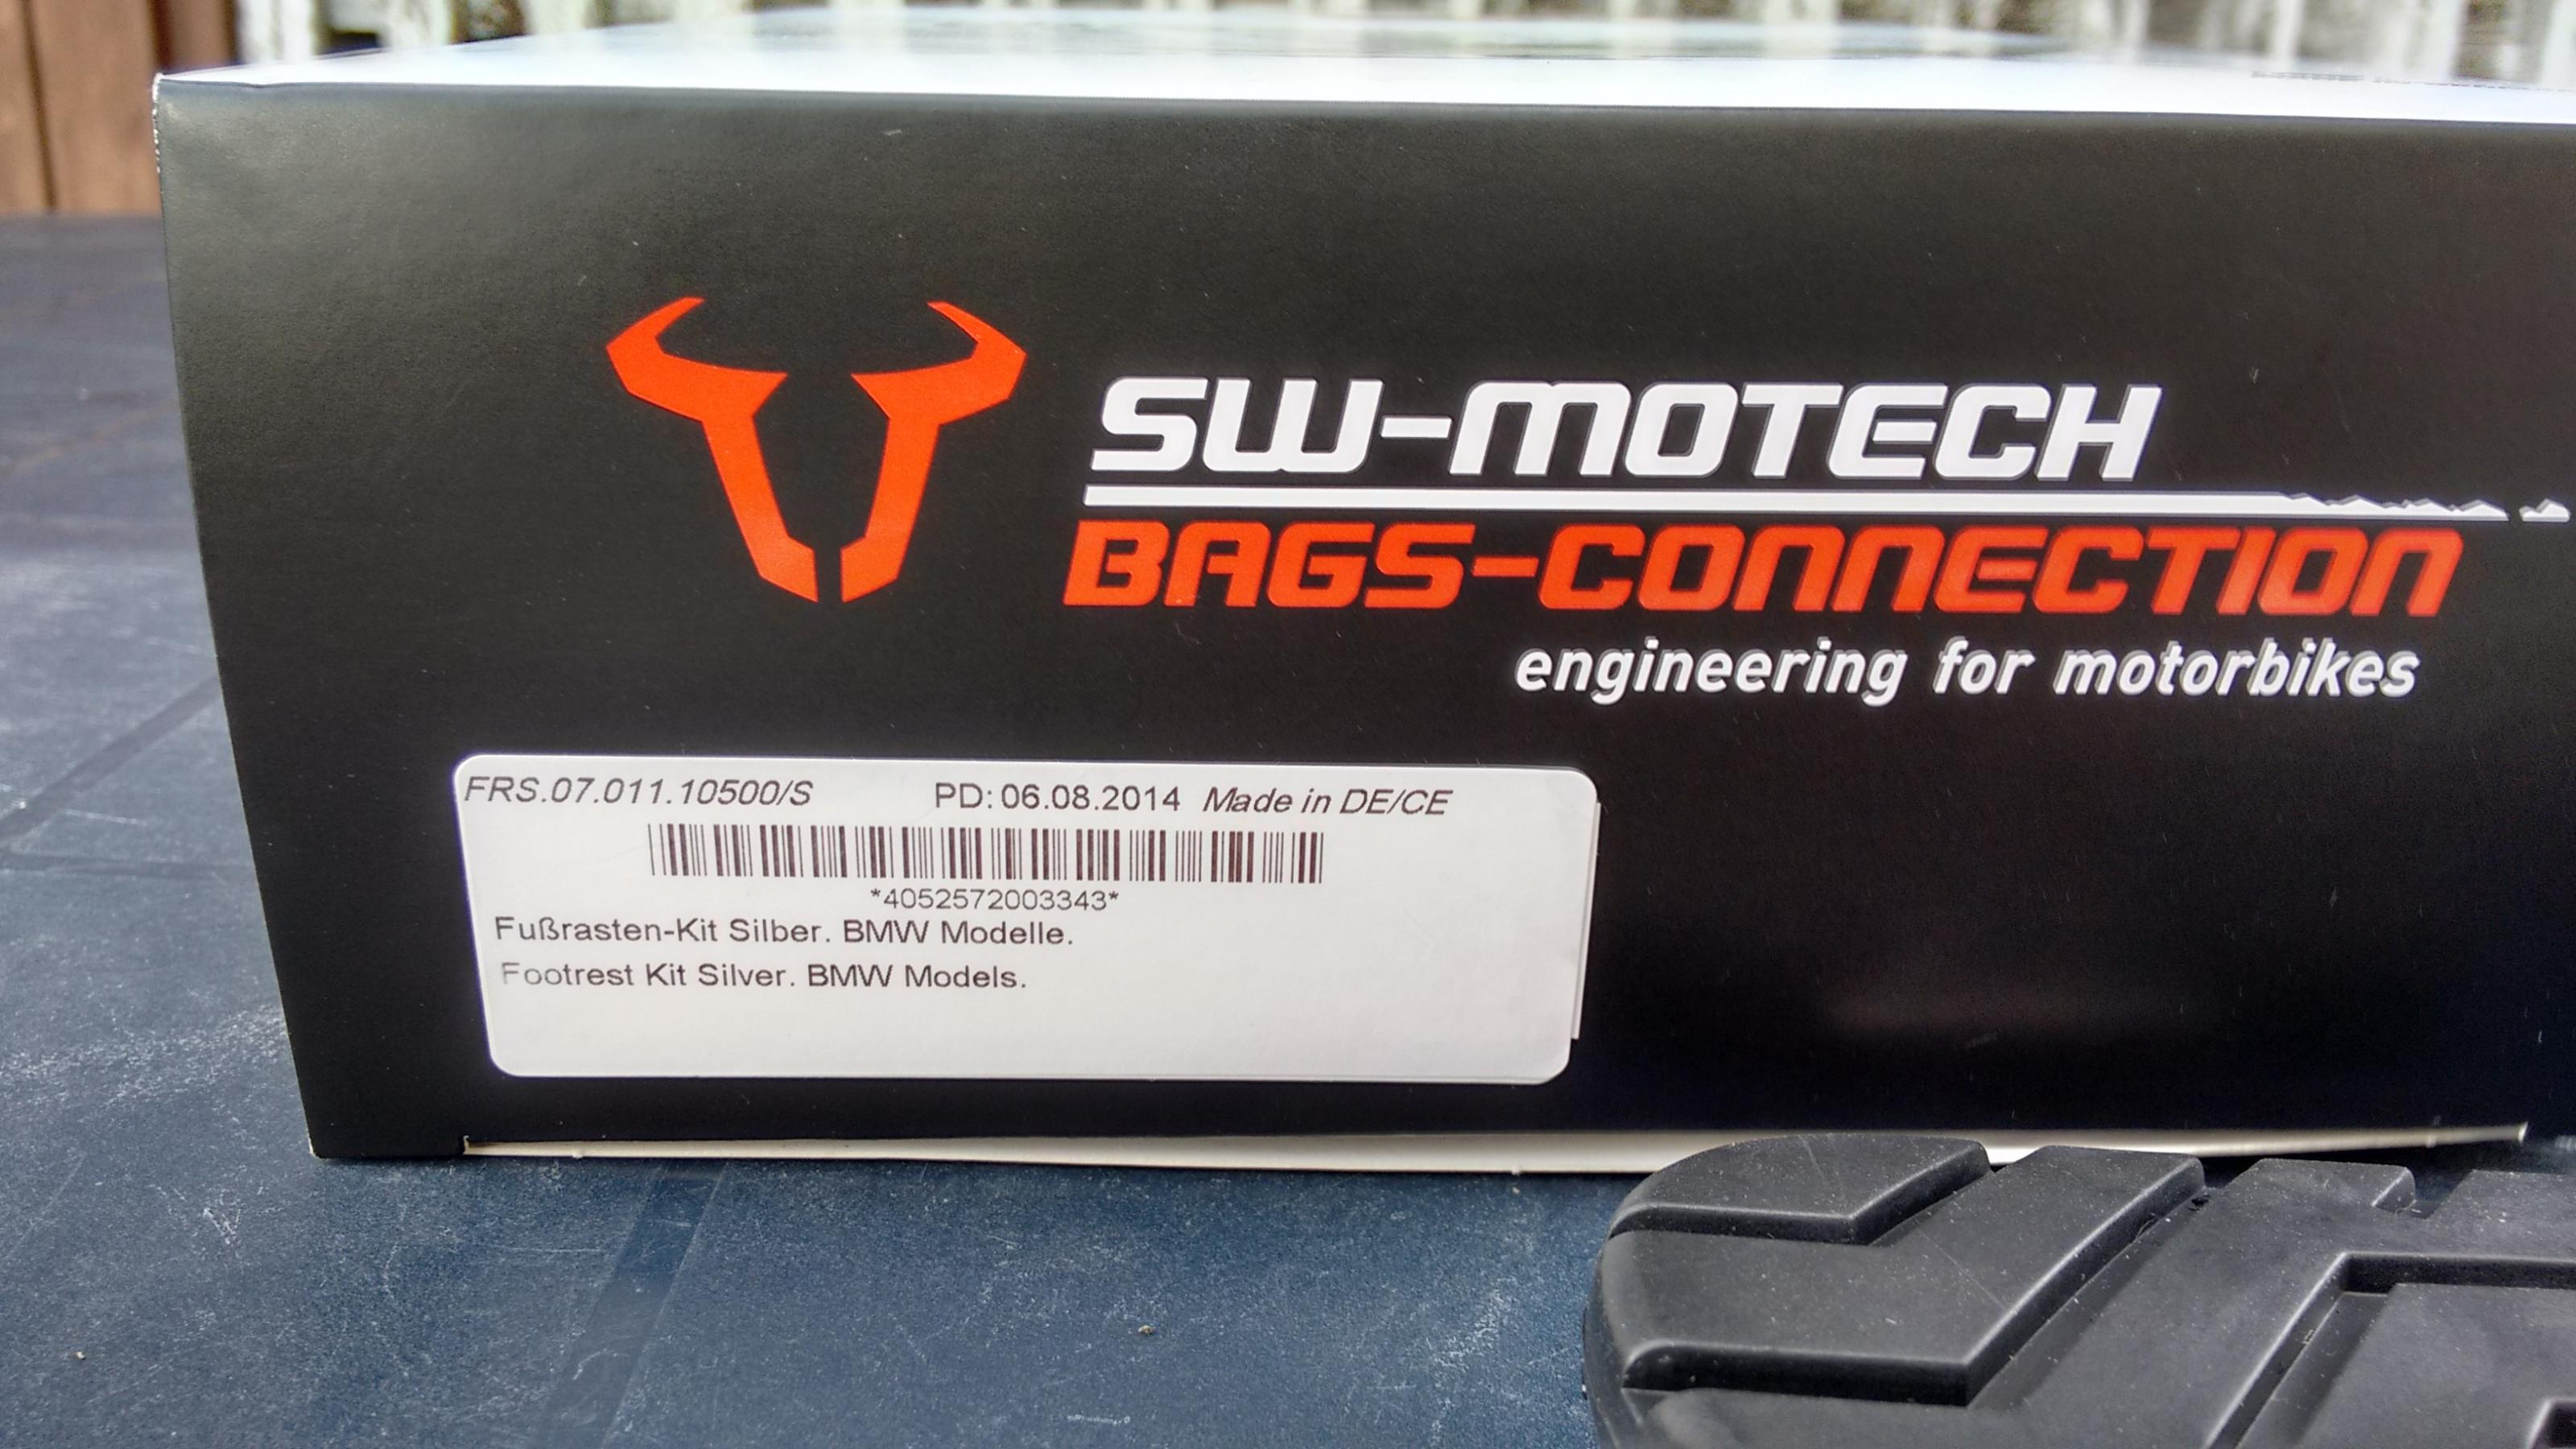 SW-MOTECH
BAGS-CONNECTION
engineering for motorbikes
FRS.07.011.10500/S PD: 06.08.2014 Made in DE/CE
*4052572003343*
Fußrasten-Kit Silber. BMW Modelle.
Footrest Kit Silver. BMW Models.